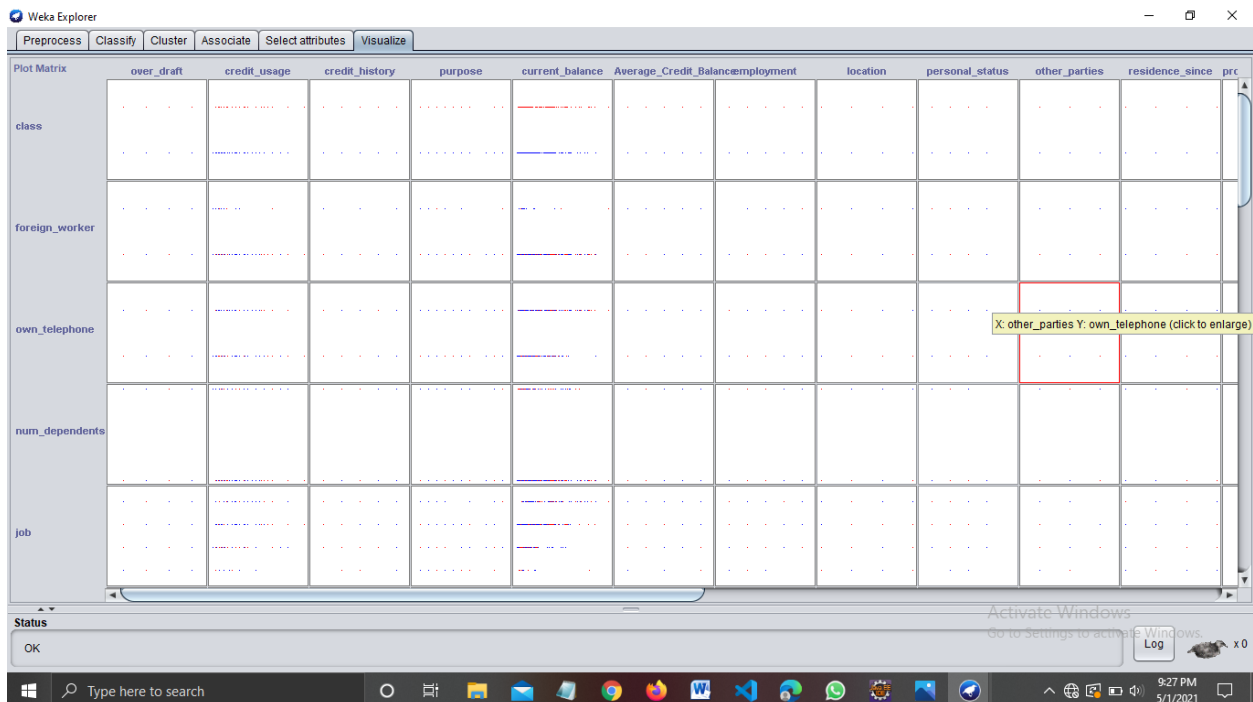 Weka Explorer
Preprocess Classify Cluster Associate Select attributes Visualize
Plot Matrix over_draft credit_usage credit_history purpose current_balance Average_Credit_Balancemployment location personal_status other_parties residence_since prc
class
foreign_worker
own_telephone
X: other_parties Y: own_telephone (click to enlarge)
num_dependents
job
Activate Windows
Go to Settings to activate Windows.
Status
OK
Log
x 0
Type here to search
9:27 PM
5/1/2021